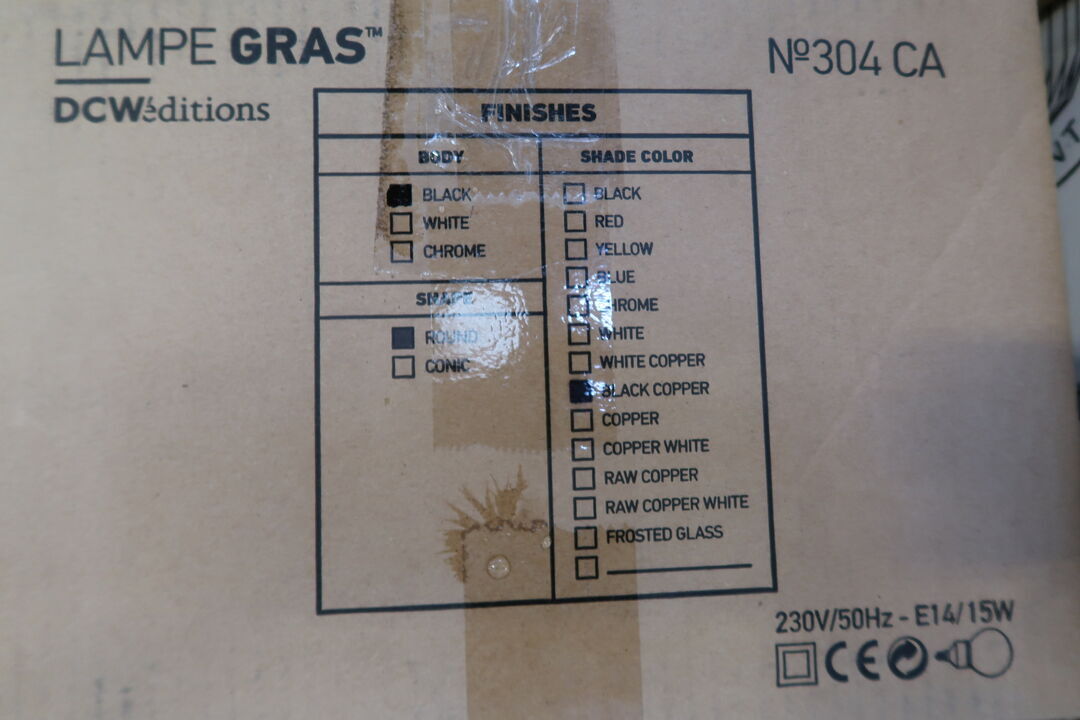 LAMPE GRAS™
DCWéditions
Nº304 CA
FINISHES
BODY
BLACK
WHITE
CHROME
SHAPE
ROUND
CONIC
SHADE COLOR
BLACK
RED
YELLOW
BLUE
CHROME
WHITE
WHITE COPPER
BLACK COPPER
COPPER
COPPER WHITE
RAW COPPER
RAW COPPER WHITE
FROSTED GLASS
230V/50Hz - E14/15W
CE